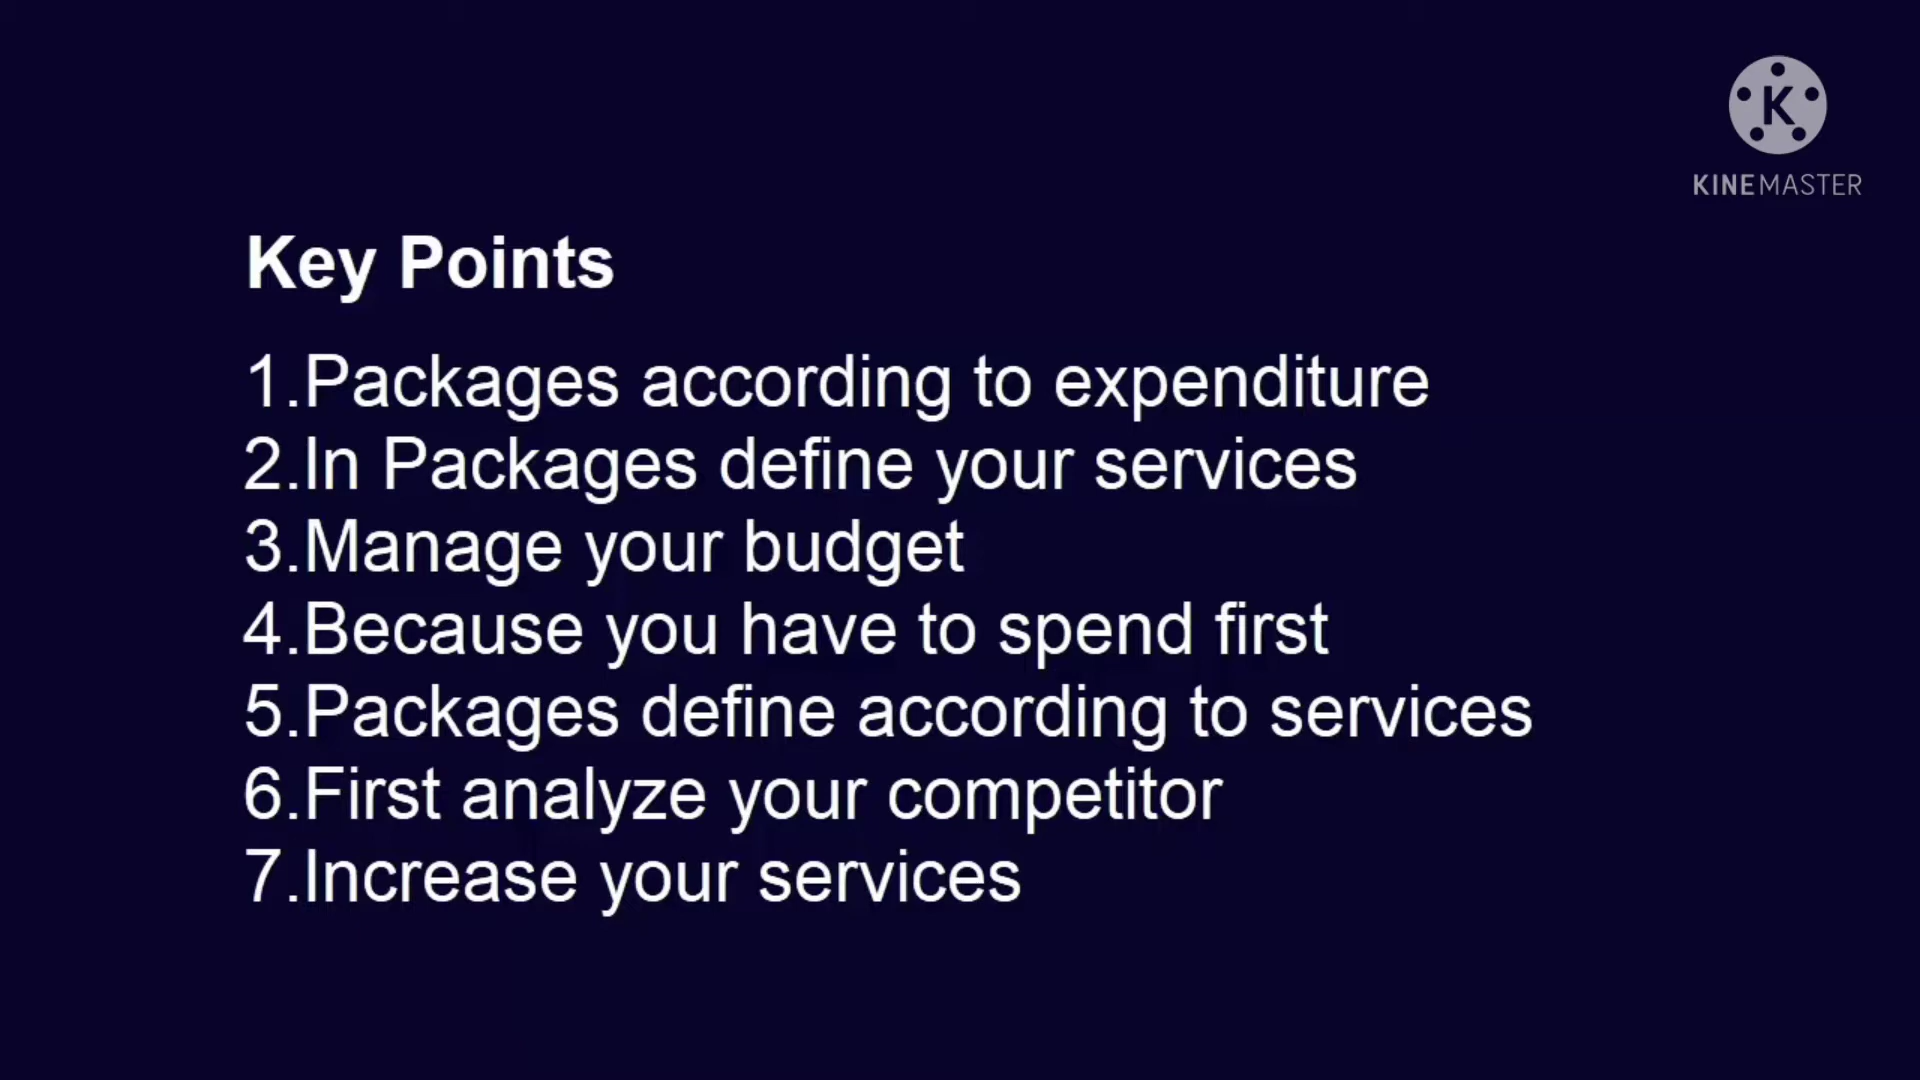 K
KINEMASTER
Key Points
1.Packages according to expenditure
2.In Packages define your services
3.Manage your budget
4.Because you have to spend first
5.Packages define according to services
6.First analyze your competitor
7.Increase your services